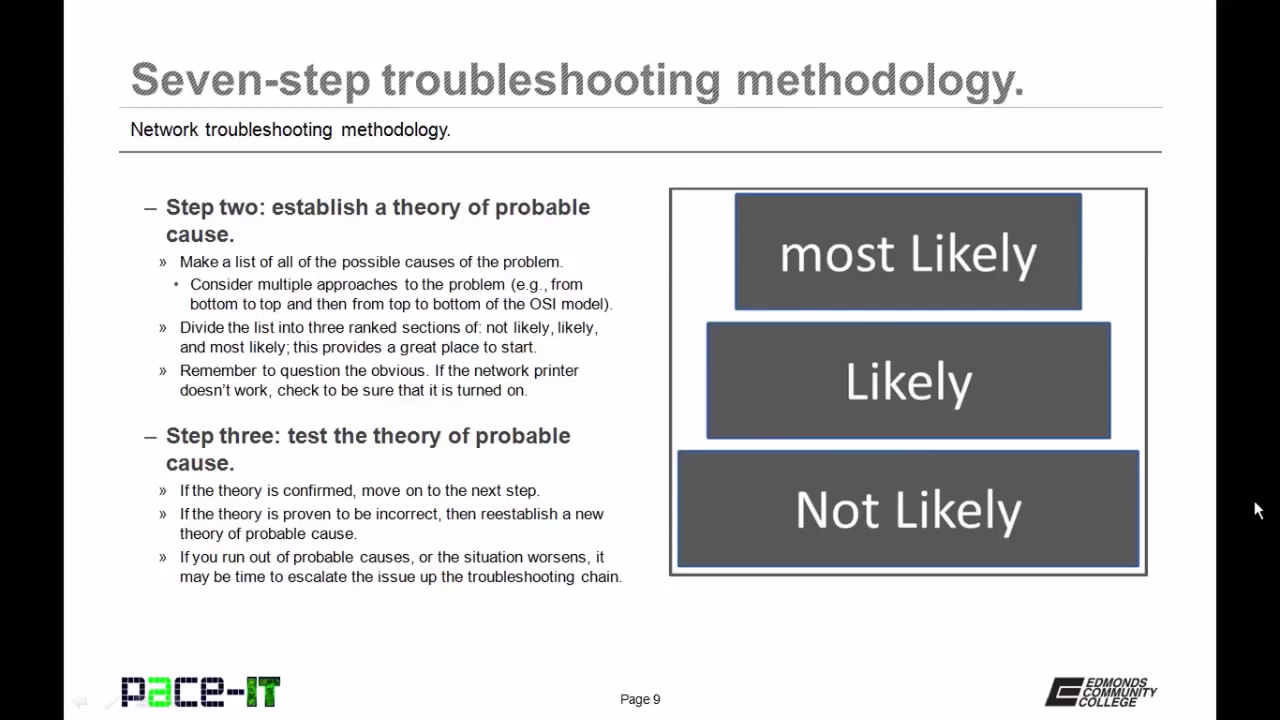 Seven-step troubleshooting methodology.
Network troubleshooting methodology.
– Step two: establish a theory of probable
cause.
» Make a list of all of the possible causes of the problem.
• Consider multiple approaches to the problem (e.g., from
bottom to top and then from top to bottom of the OSI model).
» Divide the list into three ranked sections of: not likely, likely,
and most likely; this provides a great place to start.
» Remember to question the obvious. If the network printer
doesn’t work, check to be sure that it is turned on.
– Step three: test the theory of probable
cause.
» If the theory is confirmed, move on to the next step.
» If the theory is proven to be incorrect, then reestablish a new
theory of probable cause.
» If you run out of probable causes, or the situation worsens, it
may be time to escalate the issue up the troubleshooting chain.
most Likely
Likely
Not Likely
pace-IT
Page 9
EDMONDS
COMMUNITY
COLLEGE